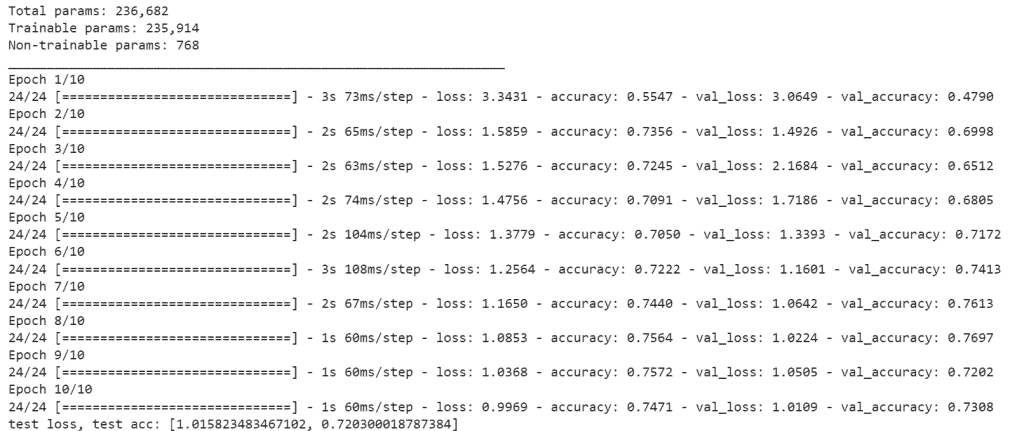 Total params: 236,682
Trainable params: 235,914
Non-trainable params: 768
_________________________________________________________________
Epoch 1/10
24/24 [==============================] - 3s 73ms/step - loss: 3.3431 - accuracy: 0.5547 - val_loss: 3.0649 - val_accuracy: 0.4790
Epoch 2/10
24/24 [==============================] - 2s 65ms/step - loss: 1.5859 - accuracy: 0.7356 - val_loss: 1.4926 - val_accuracy: 0.6998
Epoch 3/10
24/24 [==============================] - 2s 63ms/step - loss: 1.5276 - accuracy: 0.7245 - val_loss: 2.1684 - val_accuracy: 0.6512
Epoch 4/10
24/24 [==============================] - 2s 74ms/step - loss: 1.4756 - accuracy: 0.7091 - val_loss: 1.7186 - val_accuracy: 0.6805
Epoch 5/10
24/24 [==============================] - 2s 104ms/step - loss: 1.3779 - accuracy: 0.7050 - val_loss: 1.3393 - val_accuracy: 0.7172
Epoch 6/10
24/24 [==============================] - 3s 108ms/step - loss: 1.2564 - accuracy: 0.7222 - val_loss: 1.1601 - val_accuracy: 0.7413
Epoch 7/10
24/24 [==============================] - 2s 67ms/step - loss: 1.1650 - accuracy: 0.7440 - val_loss: 1.0642 - val_accuracy: 0.7613
Epoch 8/10
24/24 [==============================] - 1s 60ms/step - loss: 1.0853 - accuracy: 0.7564 - val_loss: 1.0224 - val_accuracy: 0.7697
Epoch 9/10
24/24 [==============================] - 1s 60ms/step - loss: 1.0368 - accuracy: 0.7572 - val_loss: 1.0505 - val_accuracy: 0.7202
Epoch 10/10
24/24 [==============================] - 1s 60ms/step - loss: 0.9969 - accuracy: 0.7471 - val_loss: 1.0109 - val_accuracy: 0.7308
test loss, test acc: [1.015823483467102, 0.720300018787384]